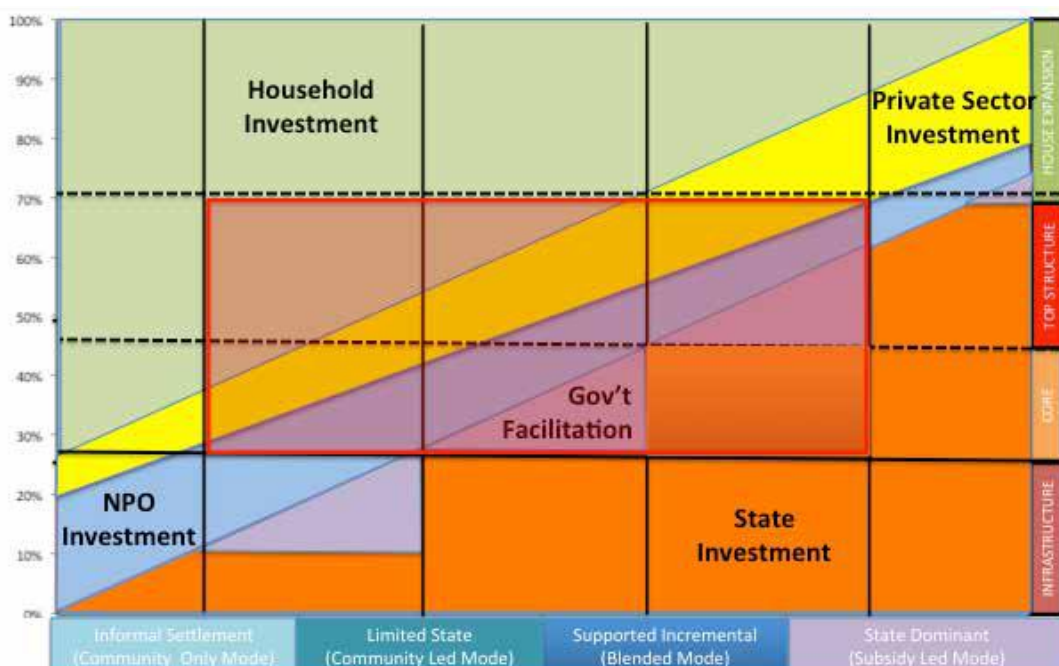 100%
90%
80%
70%
60%
50%
40%
30%
20%
10%
0%
Household
Investment
Private Sector
Investment
Gov't
Facilitation
NPO
Investment
State
Investment
HOUSE EXPANSION
TOP STRUCTURE
CORE
INFRASTRUCTURE
Informal Settlement
(Community Only Mode)
Limited State
(Community Led Mode)
Supported Incremental
(Blended Mode)
State Dominant
(Subsidy Led Mode)